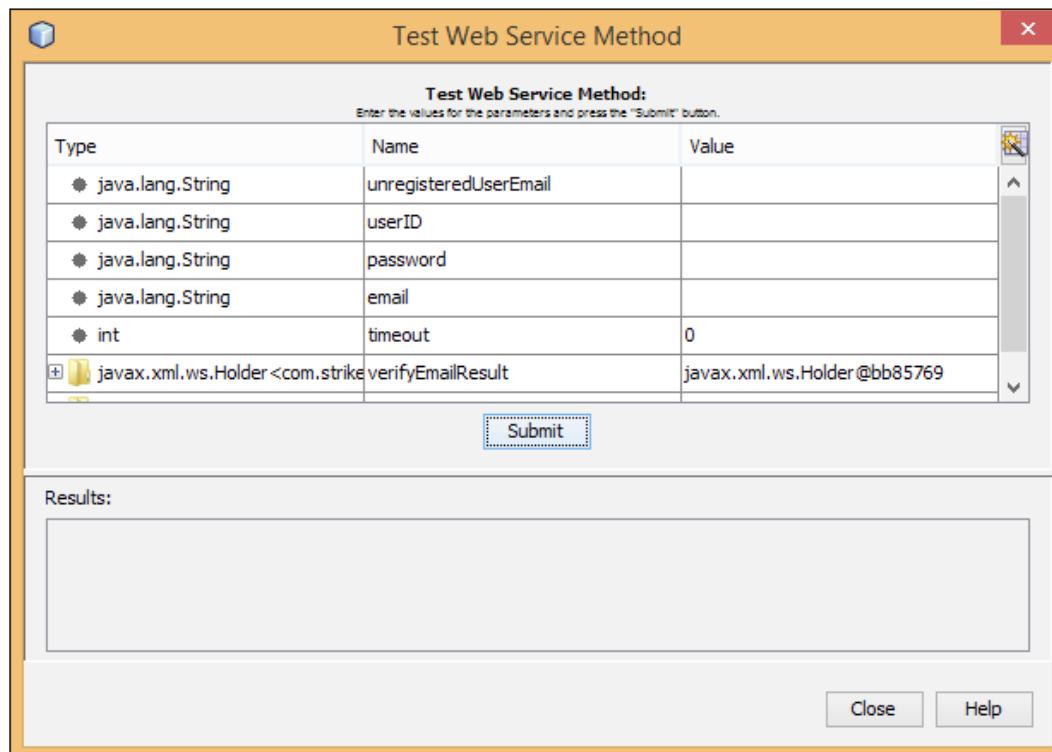 Test Web Service Method
Test Web Service Method:
Enter the values for the parameters and press the "Submit" button.
Type Name Value
java.lang.String unregisteredUserEmail
java.lang.String userID
java.lang.String password
java.lang.String email
int timeout 0
javax.xml.ws.Holder<com.strike verifyEmailResult javax.xml.ws.Holder@bb85769
Submit
Results:
Close Help